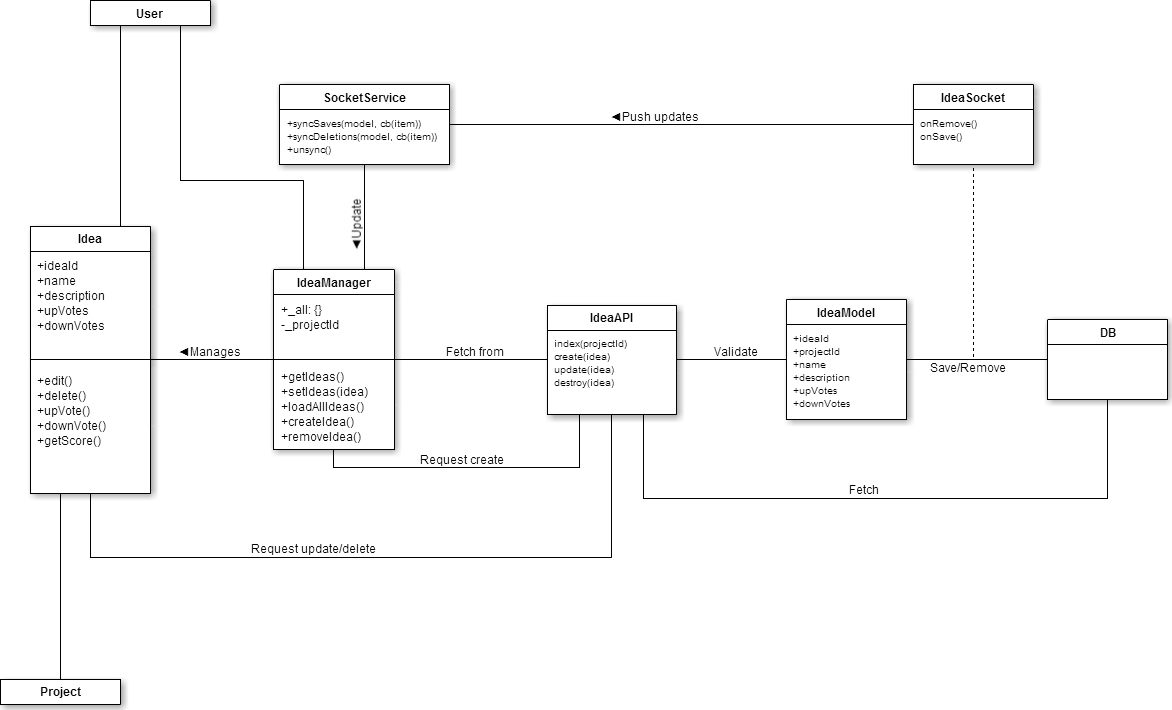 User
SocketService
+syncSaves(model, cb(item))
+syncDeletions(model, cb(item))
+unsync()
◀Push updates
IdeaSocket
onRemove()
onSave()
◀Update
Idea
+ideaId
+name
+description
+upVotes
+downVotes
+edit()
+delete()
+upVote()
+downVote()
+getScore()
◀Manages
IdeaManager
+_all: {}
-_projectId
+getIdeas()
+setIdeas(idea)
+loadAllIdeas()
+createIdea()
+removeIdea()
Fetch from
IdeaAPI
index(projectId)
create(idea)
update(idea)
destroy(idea)
Validate
IdeaModel
+ideaId
+projectId
+name
+description
+upVotes
+downVotes
Save/Remove
DB
Request create
Fetch
Request update/delete
Project